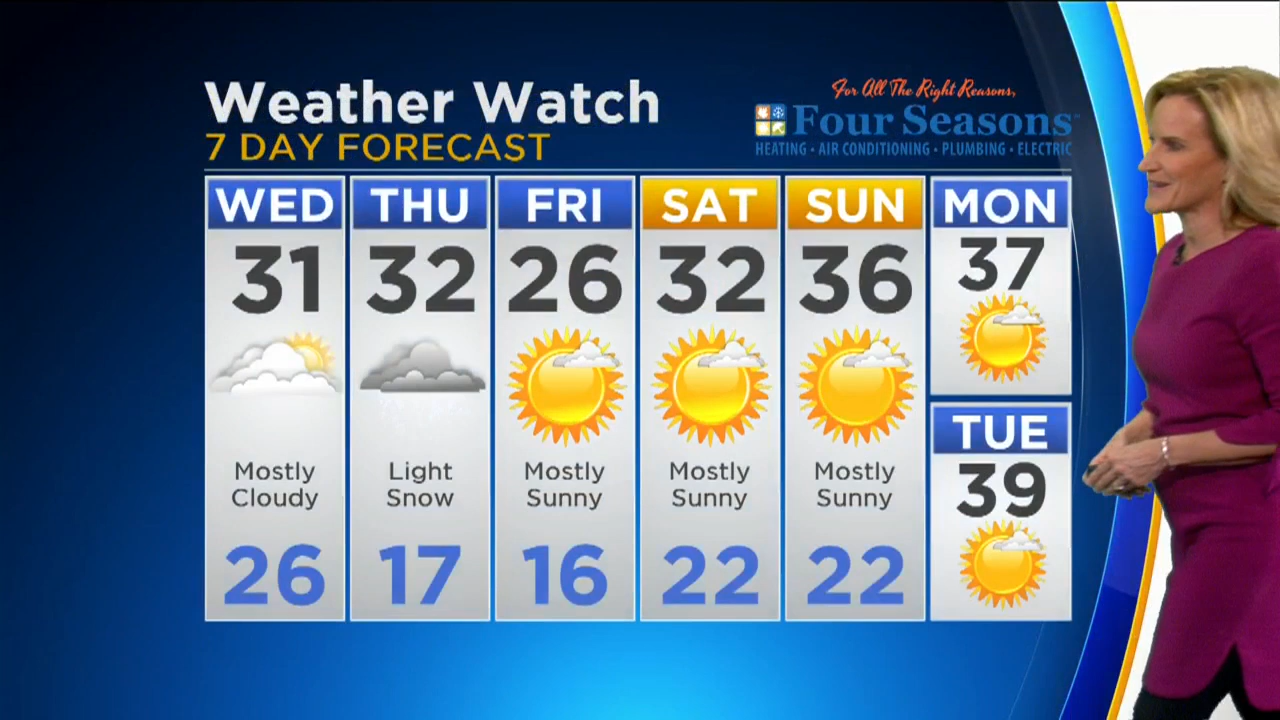 Weather Watch
7 DAY FORECAST
For All The Right Reasons,
Four Seasons™
HEATING • AIR CONDITIONING • PLUMBING • ELECTRIC
WED
31
Mostly
Cloudy
26
THU
32
Light
Snow
17
FRI
26
Mostly
Sunny
16
SAT
32
Mostly
Sunny
22
SUN
36
Mostly
Sunny
22
MON
37
TUE
39